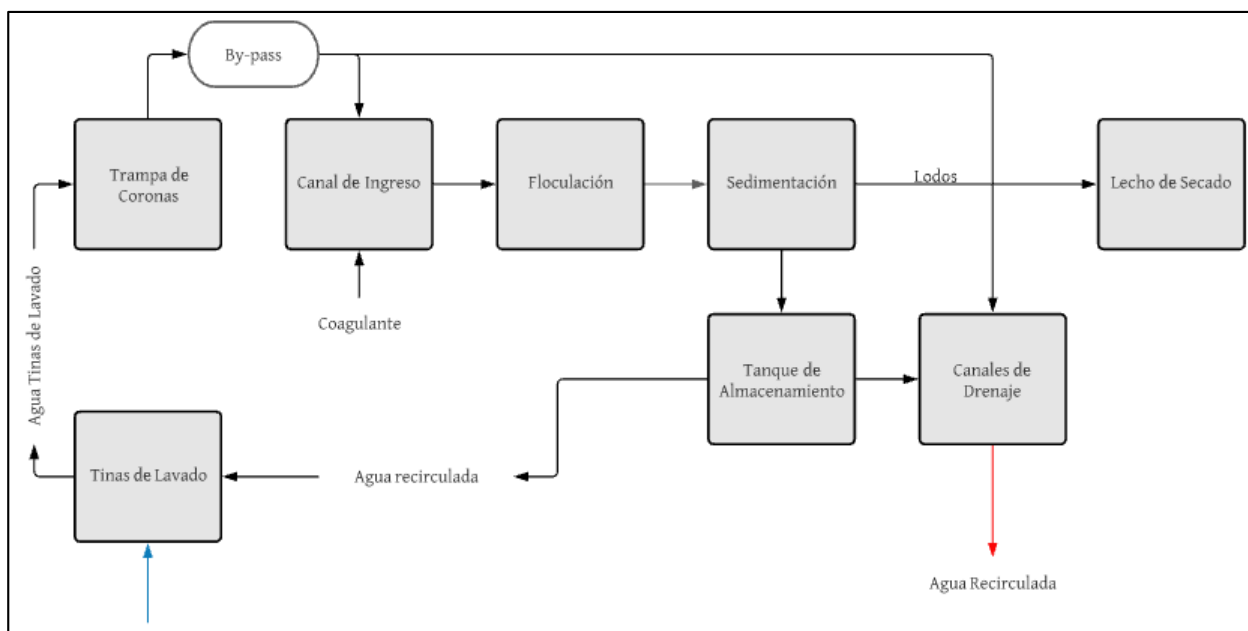 By-pass
Trampa de
Coronas
Canal de Ingreso
Floculación
Sedimentación
Lodos
Lecho de Secado
Agua Tinas de Lavado
Coagulante
Tanque de
Almacenamiento
Canales de
Drenaje
Tinas de Lavado
Agua recirculada
Agua Recirculada